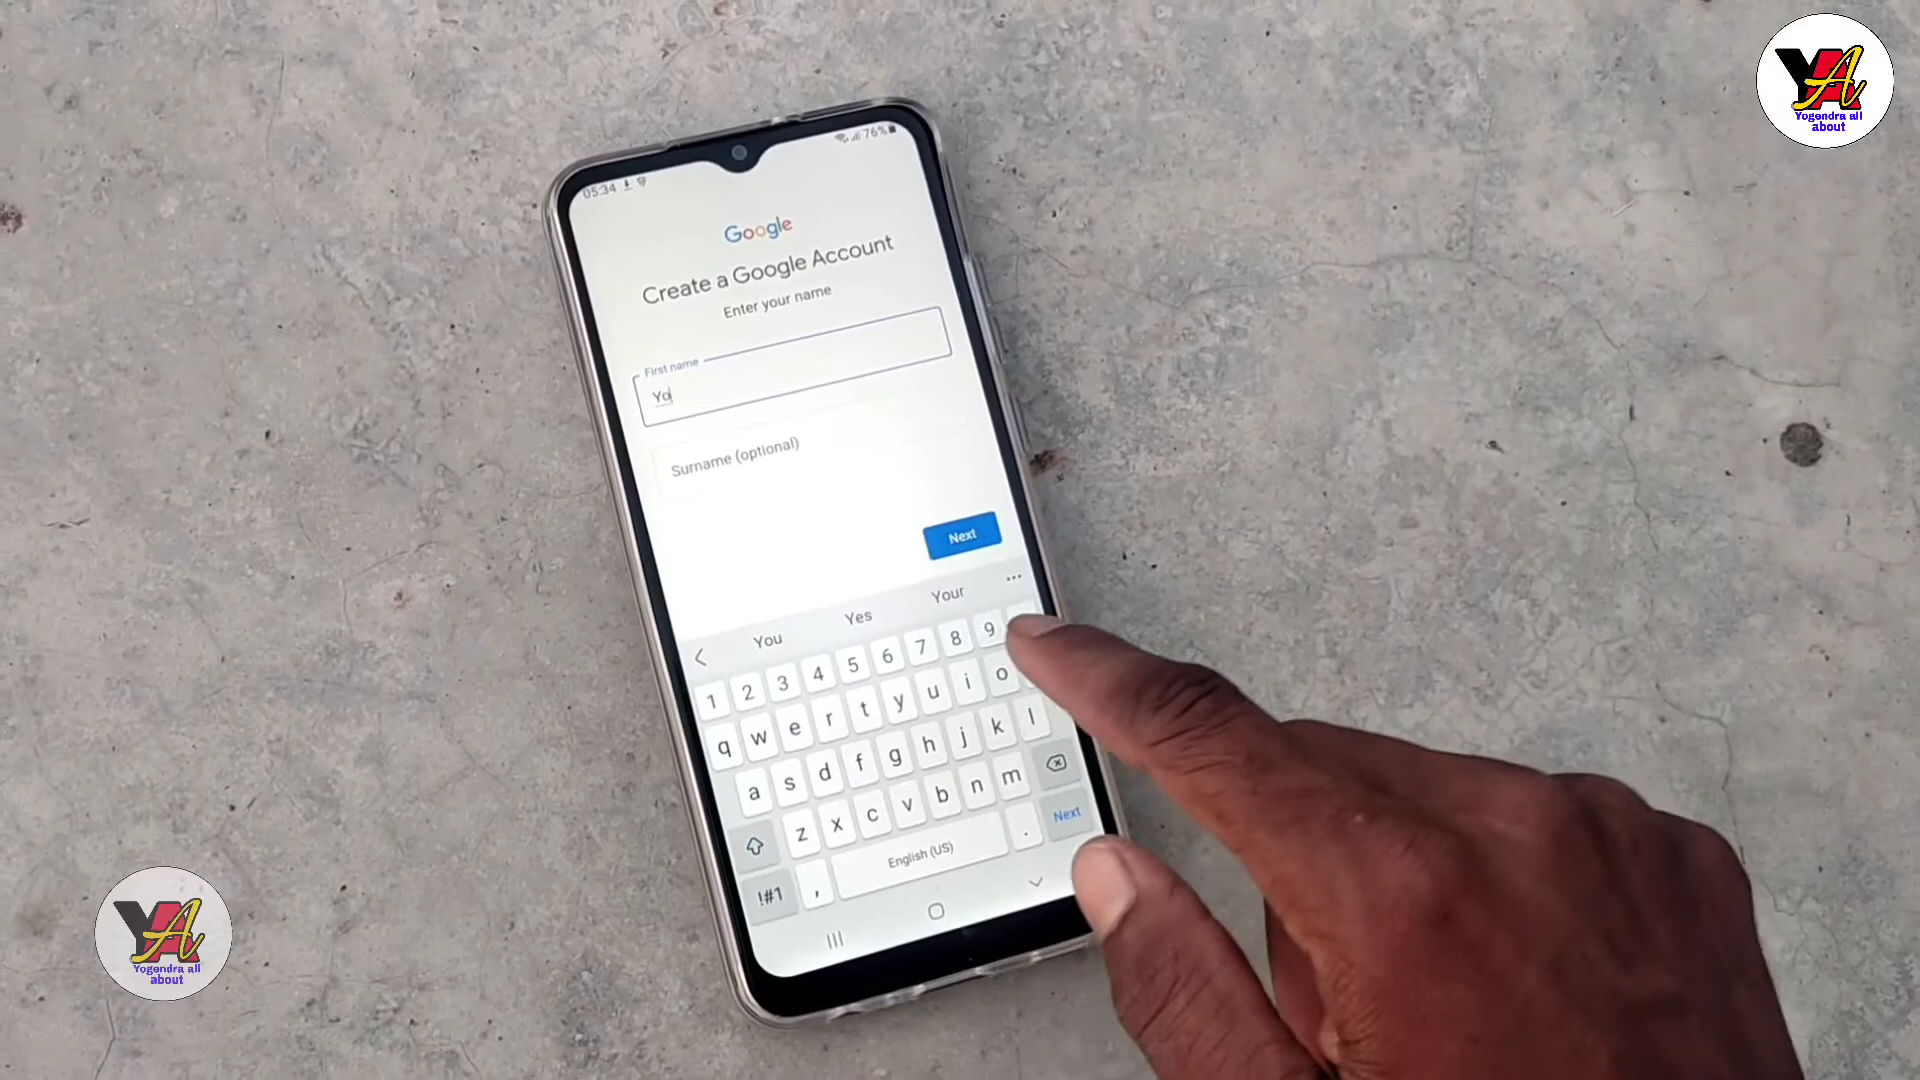 YA
Yogendra all
about
05:34
76%
Google
Create a Google Account
Enter your name
First name
Yo
Surname (optional)
Next
You Yes Your
1 2 3 4 5 6 7 8 9
q w e r t y u i o
a s d f g h j k l
z x c v b n m
!#1 , English (US) . Next
YA
Yogendra all
about